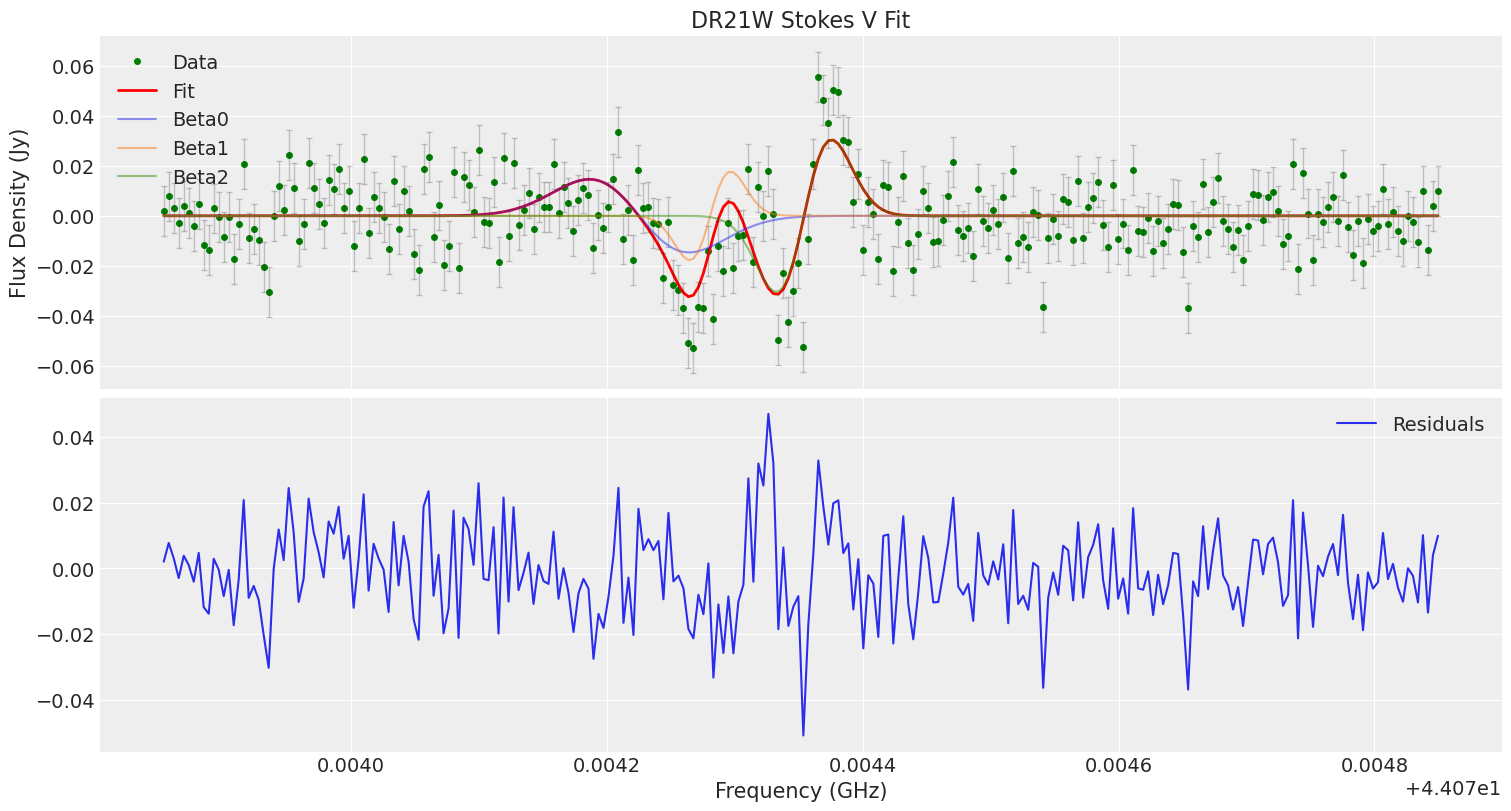 DR21W Stokes V Fit
Flux Density (Jy)
0.06
0.04
0.02
0.00
−0.02
−0.04
−0.06
Data
Fit
Beta0
Beta1
Beta2
0.04
0.02
0.00
−0.02
−0.04
Residuals
0.0040
0.0042
0.0044
0.0046
0.0048
Frequency (GHz)
+4.407e1